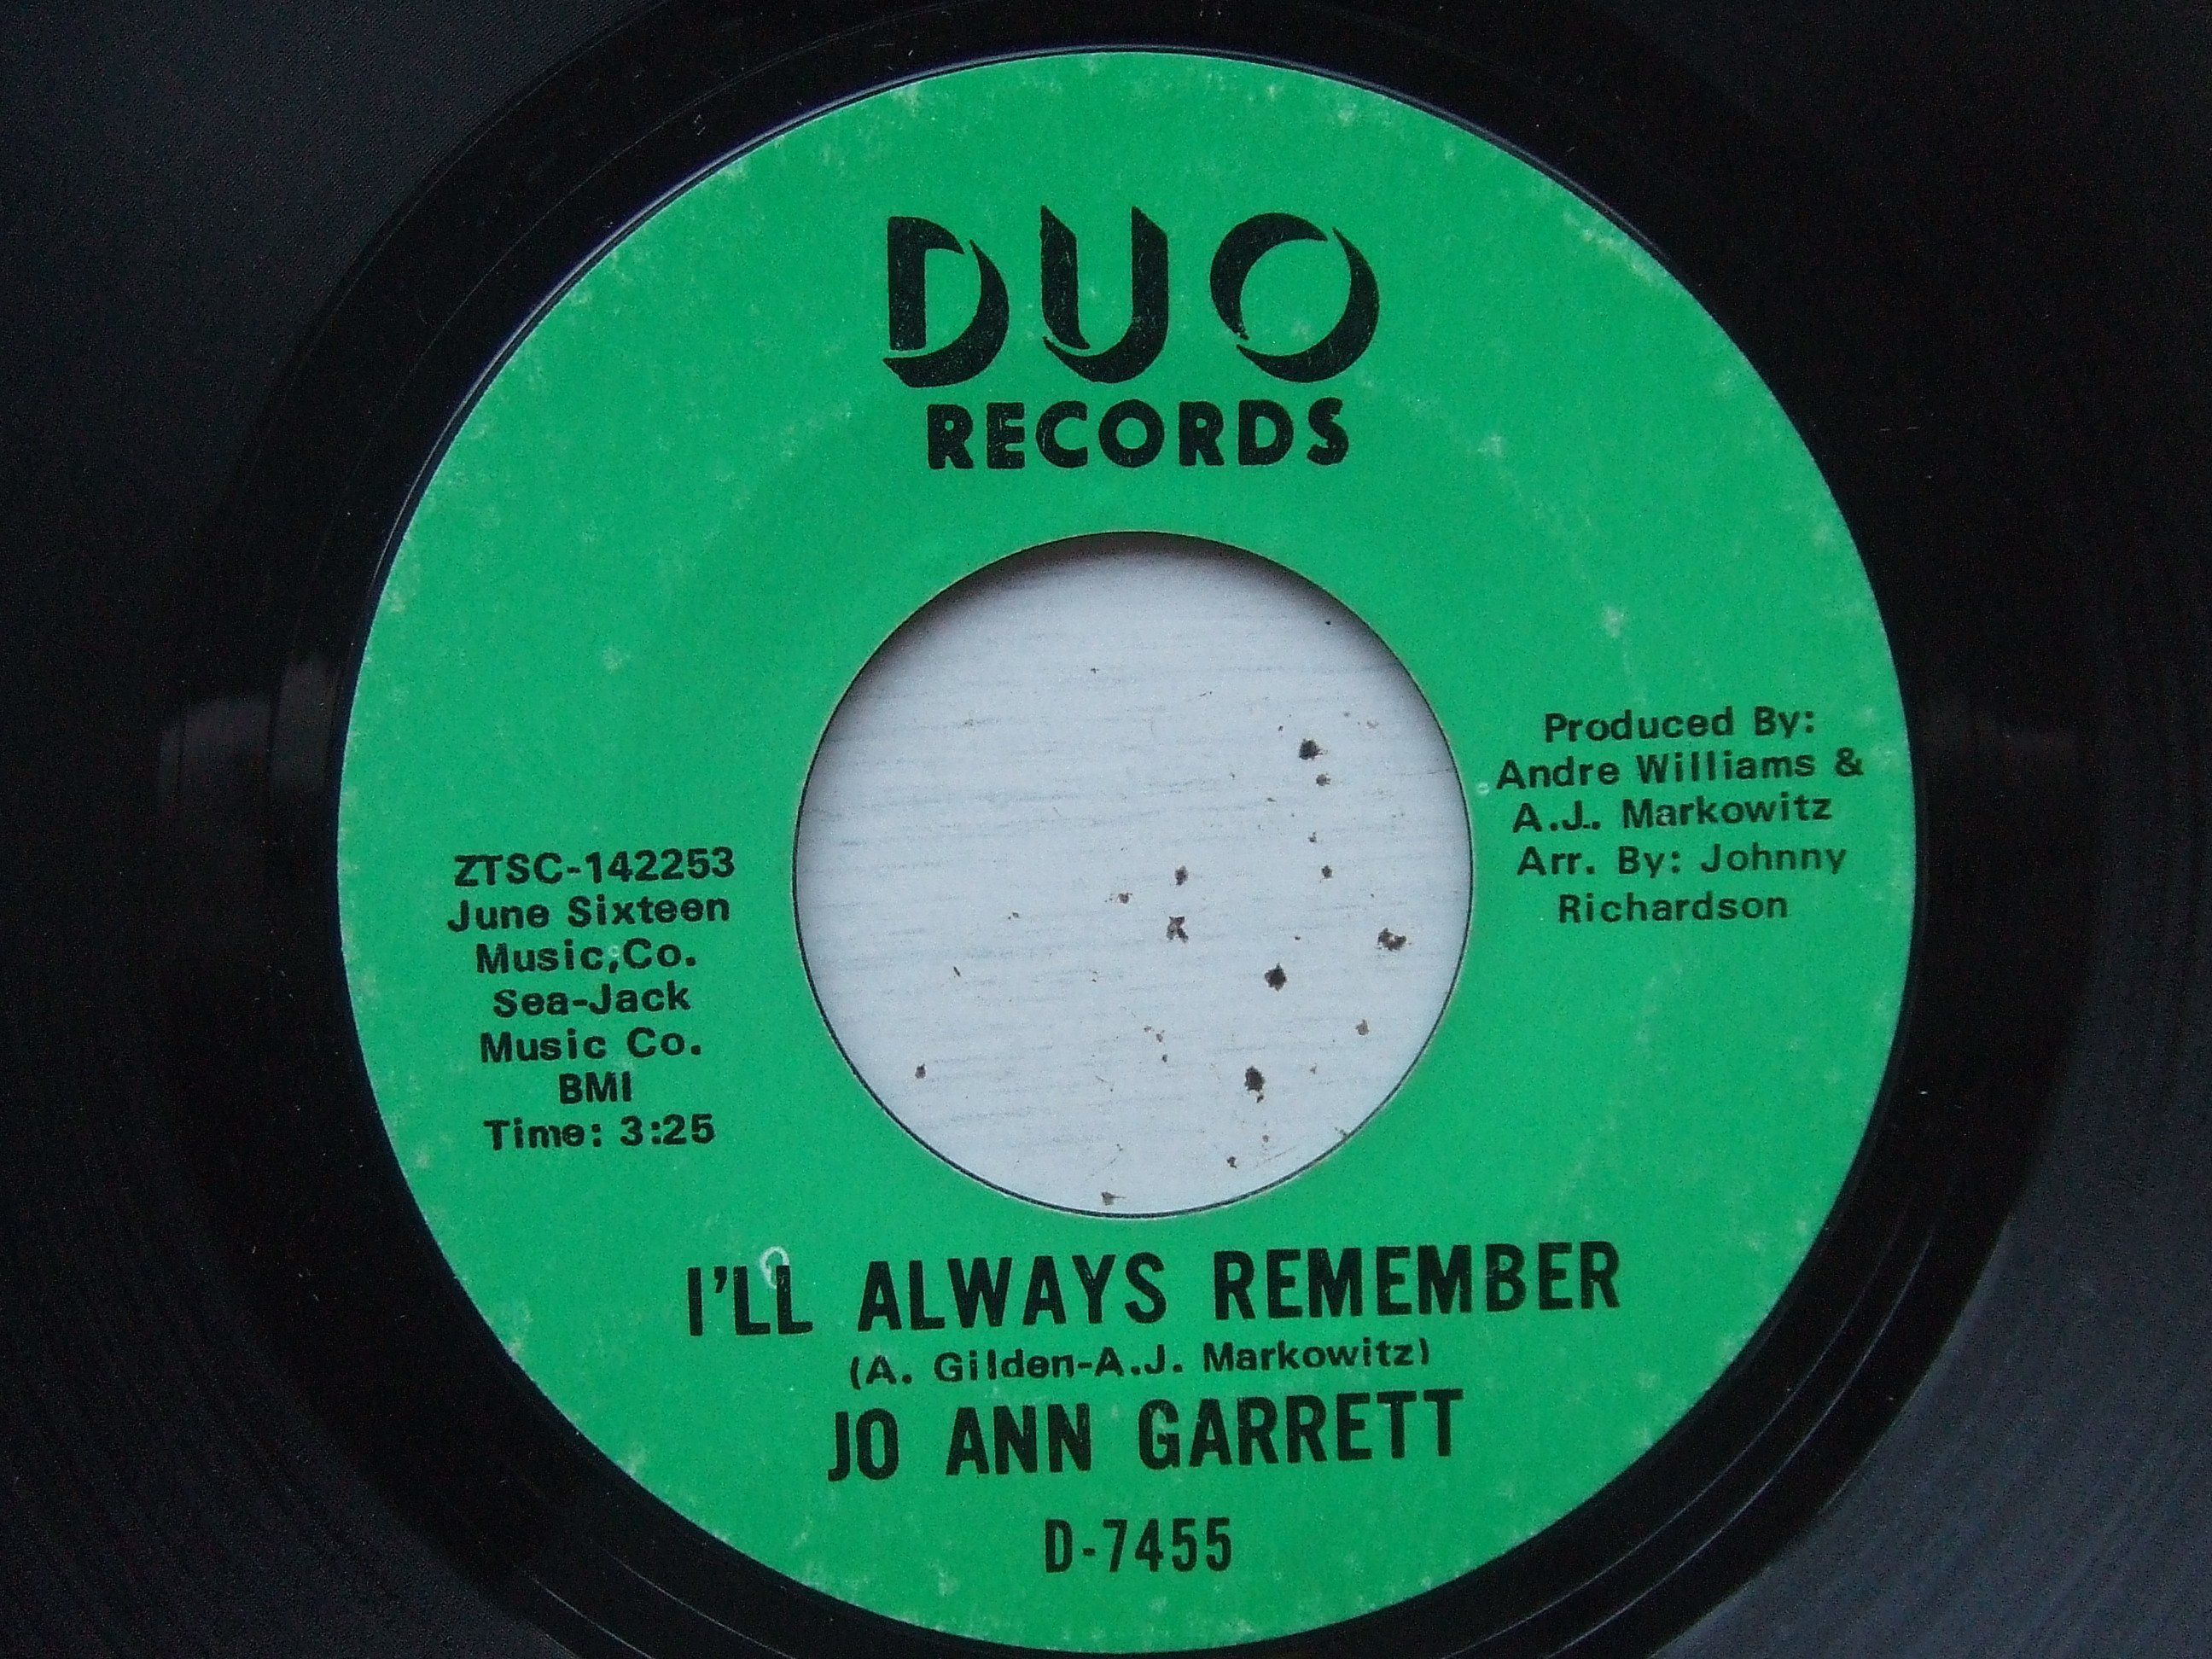 DUO
RECORDS
Produced By:
Andre Williams &
A.J. Markowitz
Arr. By: Johnny
Richardson
ZTSC-142253
June Sixteen
Music,Co.
Sea-Jack
Music Co.
BMI
Time: 3:25
I'LL ALWAYS REMEMBER
(A. Gilden-A.J. Markowitz)
JO ANN GARRETT
D-7455